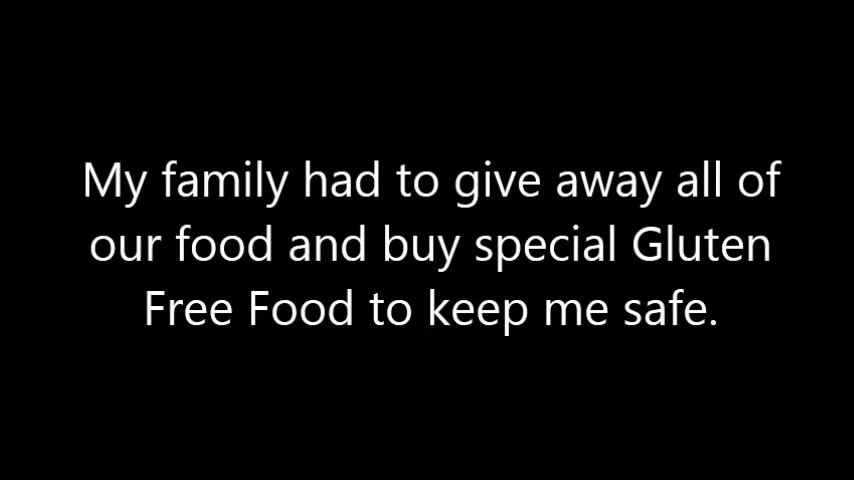 My family had to give away all of
our food and buy special Gluten
Free Food to keep me safe.